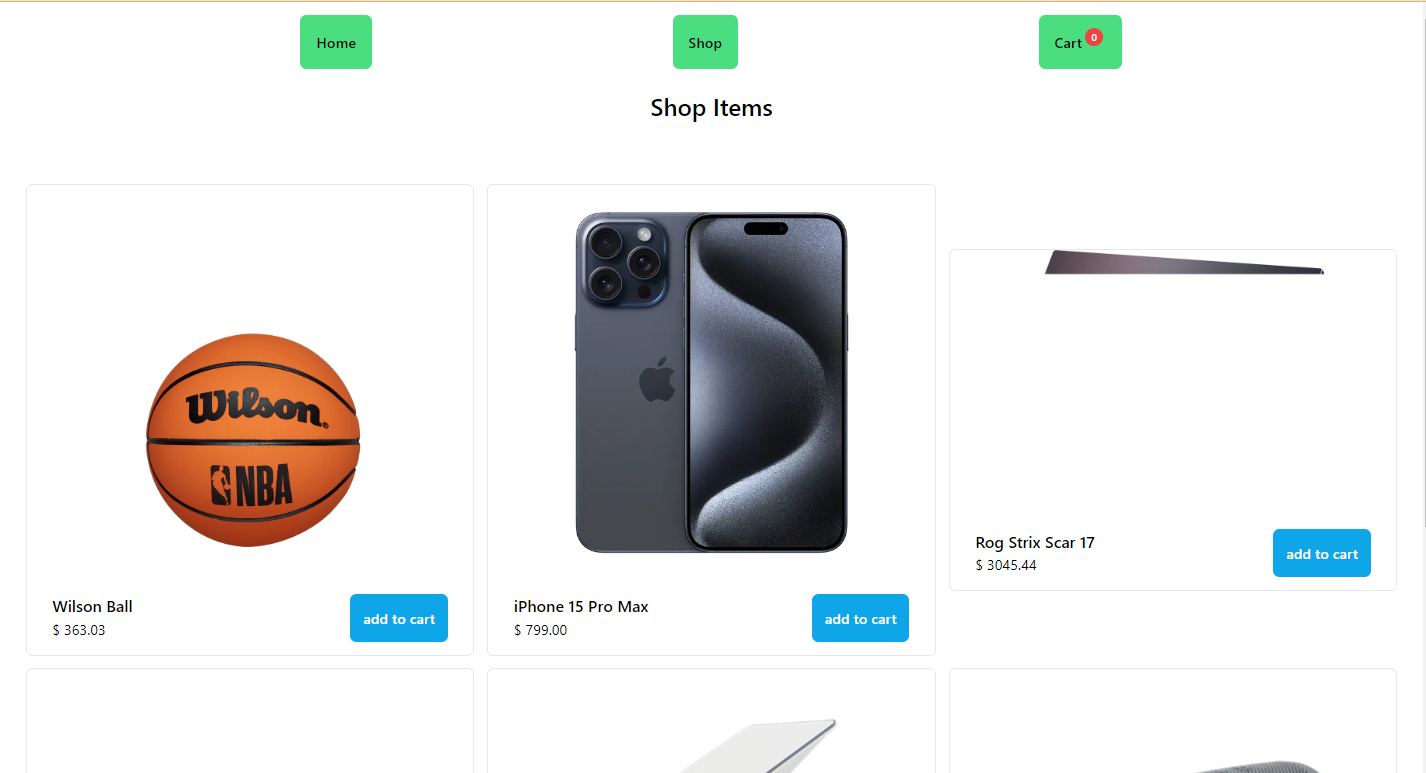 Home
Shop
Cart 0
Shop Items
Wilson
NBA
Wilson Ball
$ 363.03
add to cart
iPhone 15 Pro Max
$ 799.00
add to cart
Rog Strix Scar 17
$ 3045.44
add to cart